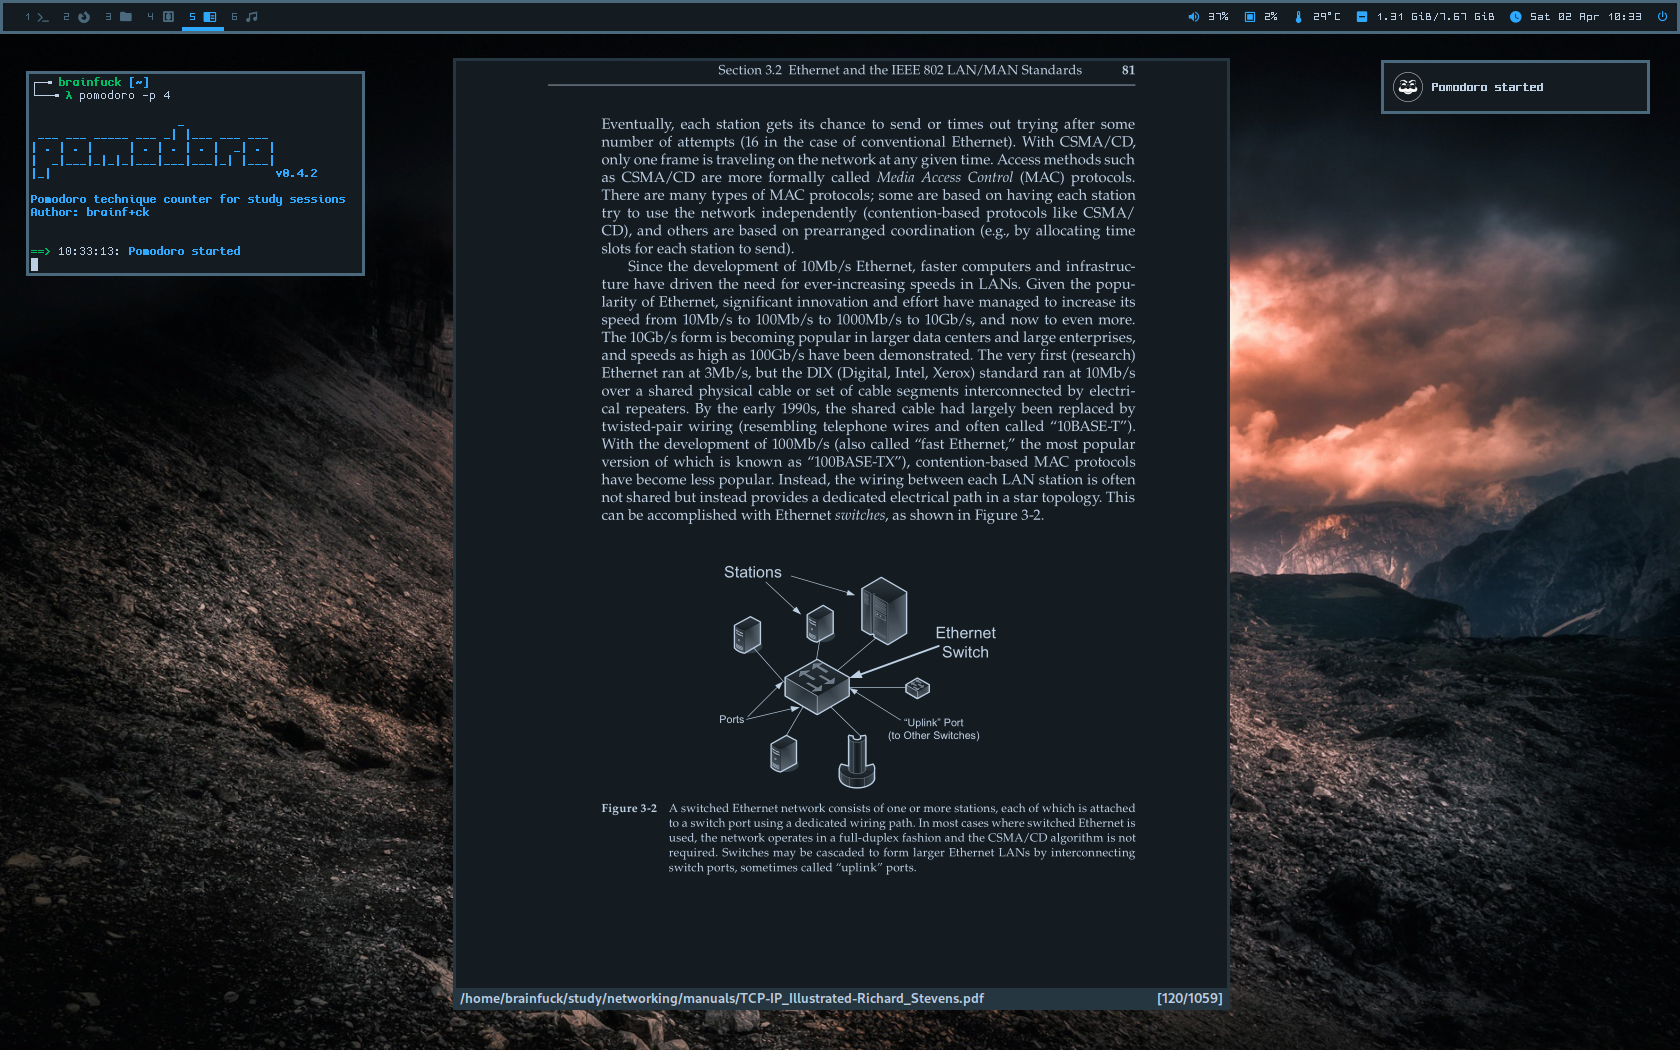 1 2 3 4 5 6
37% 2% 29°C 1.31 GiB/7.67 GiB Sat 02 Apr 10:33
brainfuck [~]
λ pomodoro -p 4
v0.4.2
Pomodoro technique counter for study sessions
Author: brainf+ck
==> 10:33:13: Pomodoro started
Section 3.2 Ethernet and the IEEE 802 LAN/MAN Standards 81
Eventually, each station gets its chance to send or times out trying after some
number of attempts (16 in the case of conventional Ethernet). With CSMA/CD,
only one frame is traveling on the network at any given time. Access methods such
as CSMA/CD are more formally called Media Access Control (MAC) protocols.
There are many types of MAC protocols; some are based on having each station
try to use the network independently (contention-based protocols like CSMA/
CD), and others are based on prearranged coordination (e.g., by allocating time
slots for each station to send).
Since the development of 10Mb/s Ethernet, faster computers and infrastruc-
ture have driven the need for ever-increasing speeds in LANs. Given the popu-
larity of Ethernet, significant innovation and effort have managed to increase its
speed from 10Mb/s to 100Mb/s to 1000Mb/s to 10Gb/s, and now to even more.
The 10Gb/s form is becoming popular in larger data centers and large enterprises,
and speeds as high as 100Gb/s have been demonstrated. The very first (research)
Ethernet ran at 3Mb/s, but the DIX (Digital, Intel, Xerox) standard ran at 10Mb/s
over a shared physical cable or set of cable segments interconnected by electri-
cal repeaters. By the early 1990s, the shared cable had largely been replaced by
twisted-pair wiring (resembling telephone wires and often called “10BASE-T”).
With the development of 100Mb/s (also called “fast Ethernet,” the most popular
version of which is known as “100BASE-TX”), contention-based MAC protocols
have become less popular. Instead, the wiring between each LAN station is often
not shared but instead provides a dedicated electrical path in a star topology. This
can be accomplished with Ethernet switches, as shown in Figure 3-2.
Stations
Ethernet
Switch
Ports
“Uplink” Port
(to Other Switches)
Figure 3-2 A switched Ethernet network consists of one or more stations, each of which is attached
to a switch port using a dedicated wiring path. In most cases where switched Ethernet is
used, the network operates in a full-duplex fashion and the CSMA/CD algorithm is not
required. Switches may be cascaded to form larger Ethernet LANs by interconnecting
switch ports, sometimes called “uplink” ports.
/home/brainfuck/study/networking/manuals/TCP-IP_Illustrated-Richard_Stevens.pdf [120/1059]
Pomodoro started